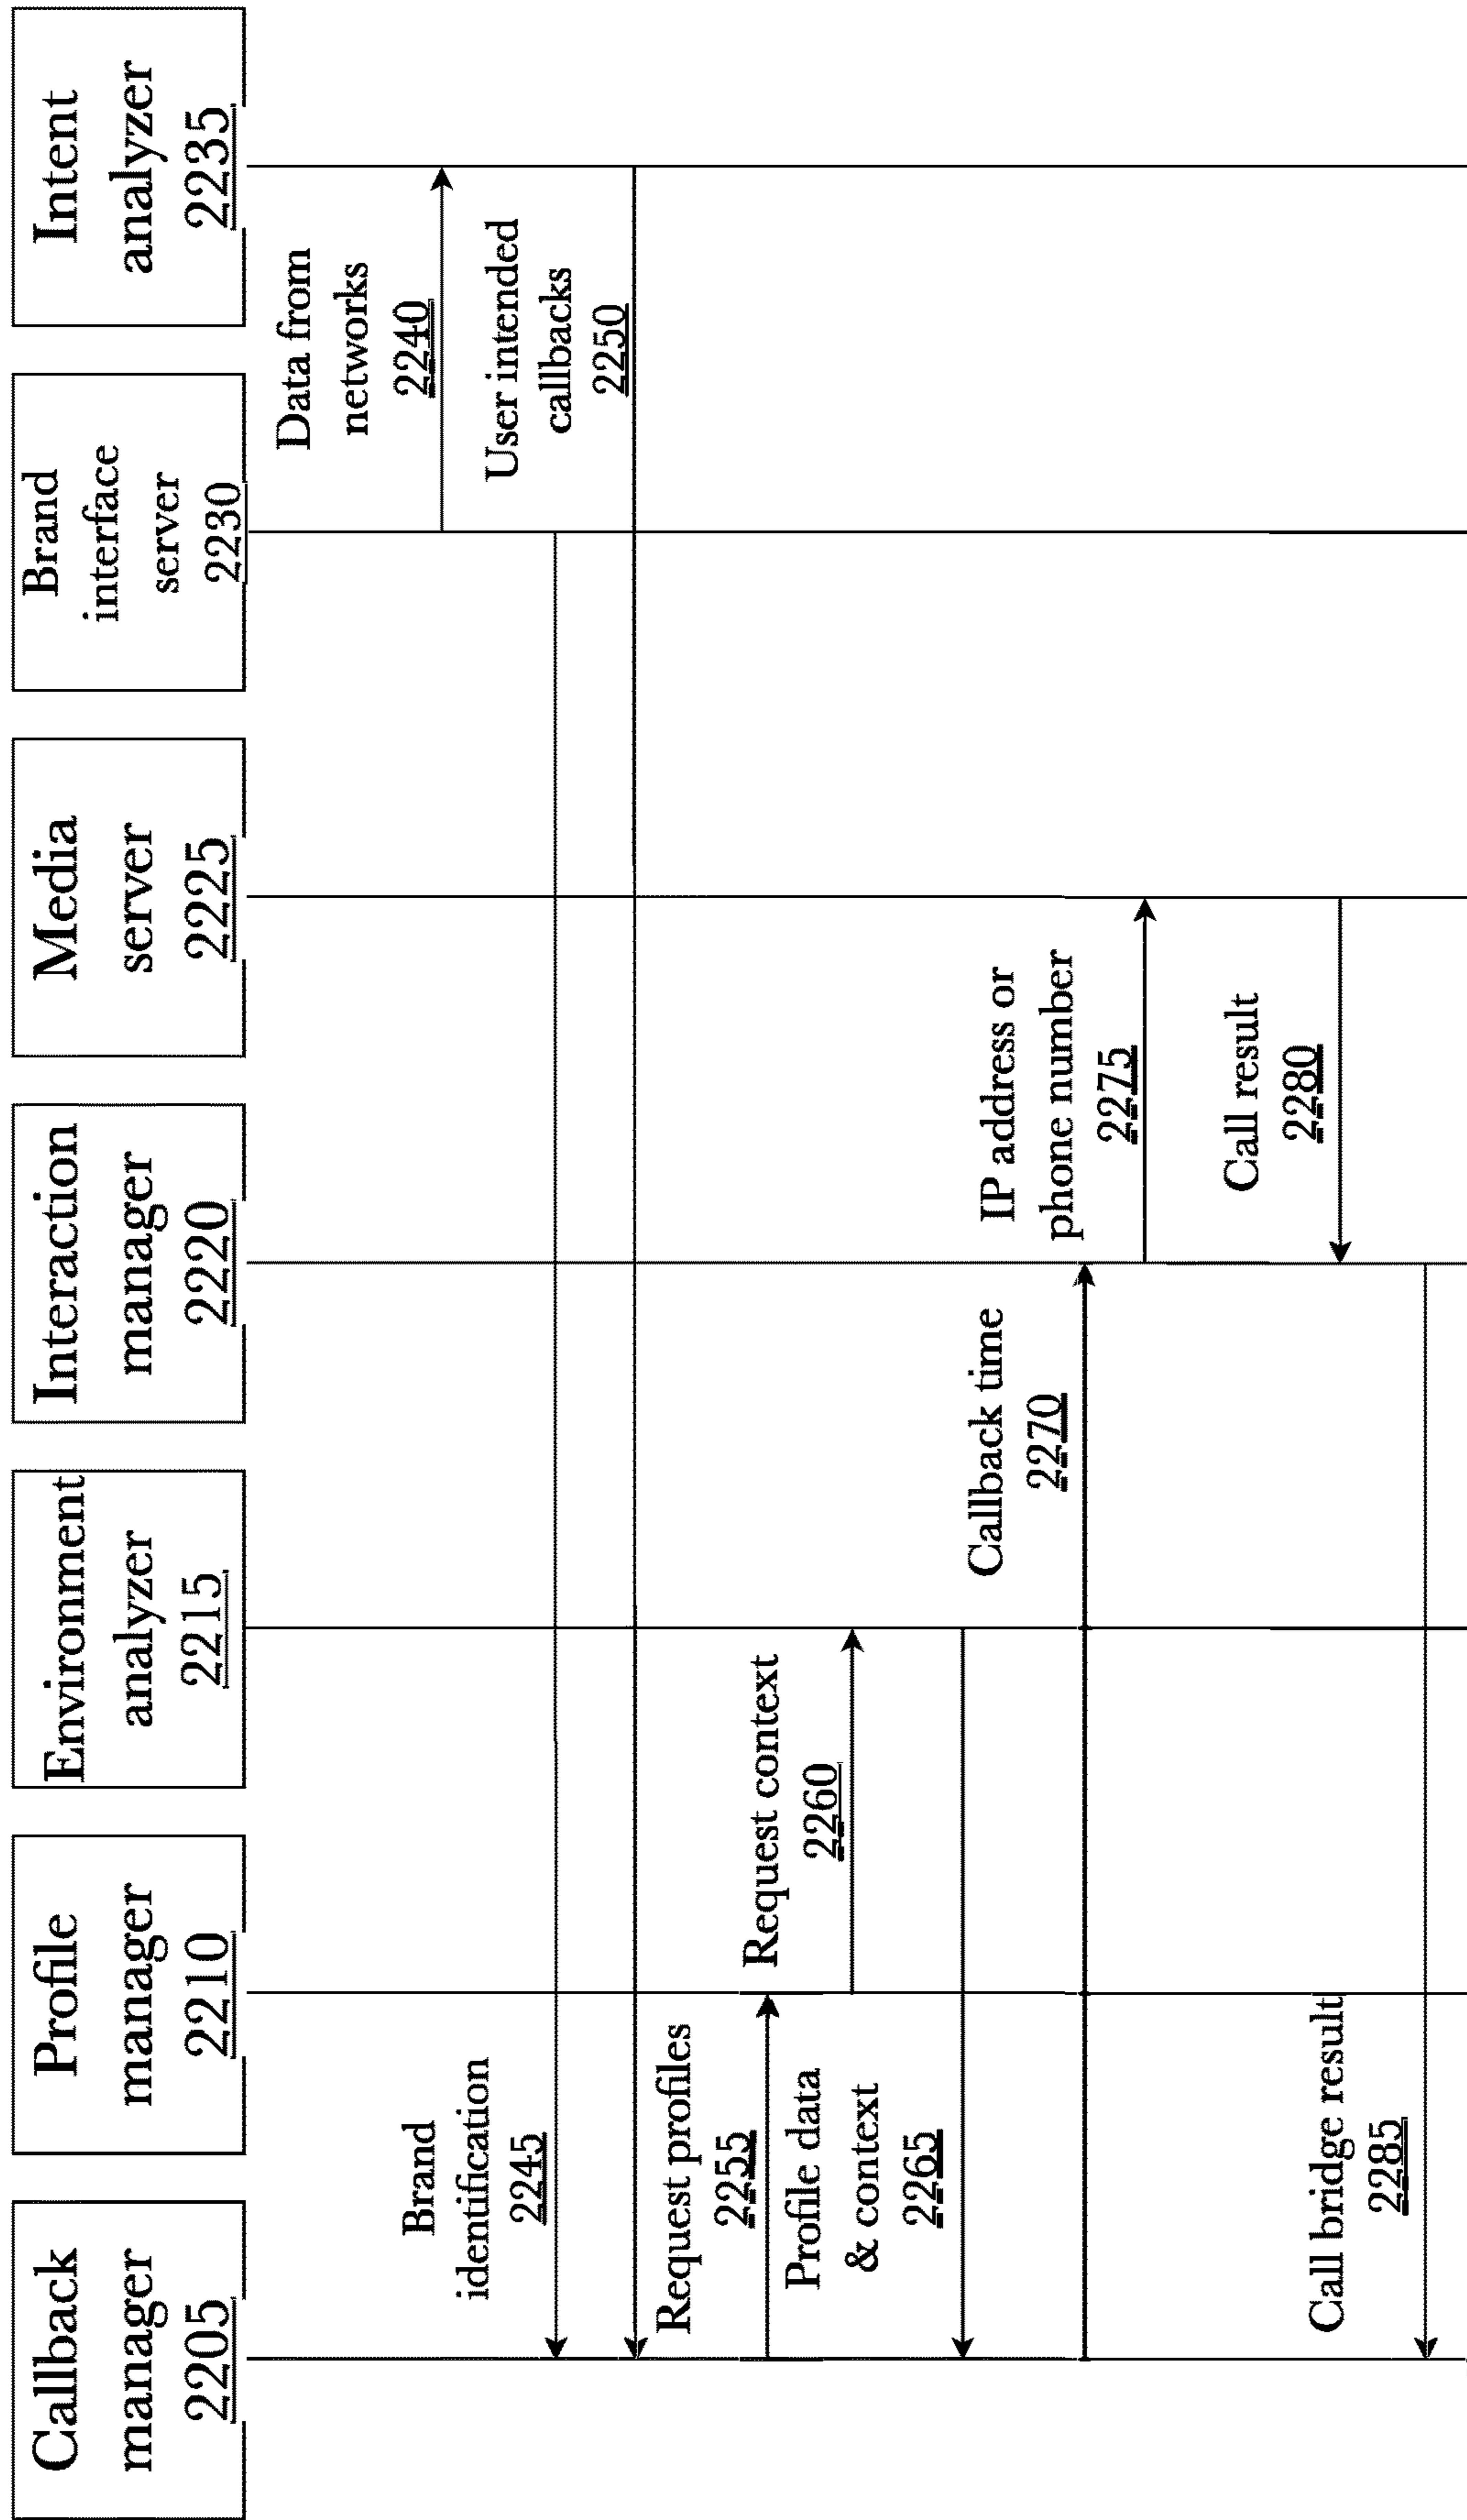 Callback
manager
2205
Profile
manager
2210
Environment
analyzer
2215
Interaction
manager
2220
Media
server
2225
Brand
interface
server
2230
Intent
analyzer
2235
Data from
networks
2240
Brand
identification
2245
User intended
callbacks
2250
Request profiles
2255
Request context
2260
Profile data
& context
2265
Callback time
2270
IP address or
phone number
2275
Call result
2280
Call bridge result
2285